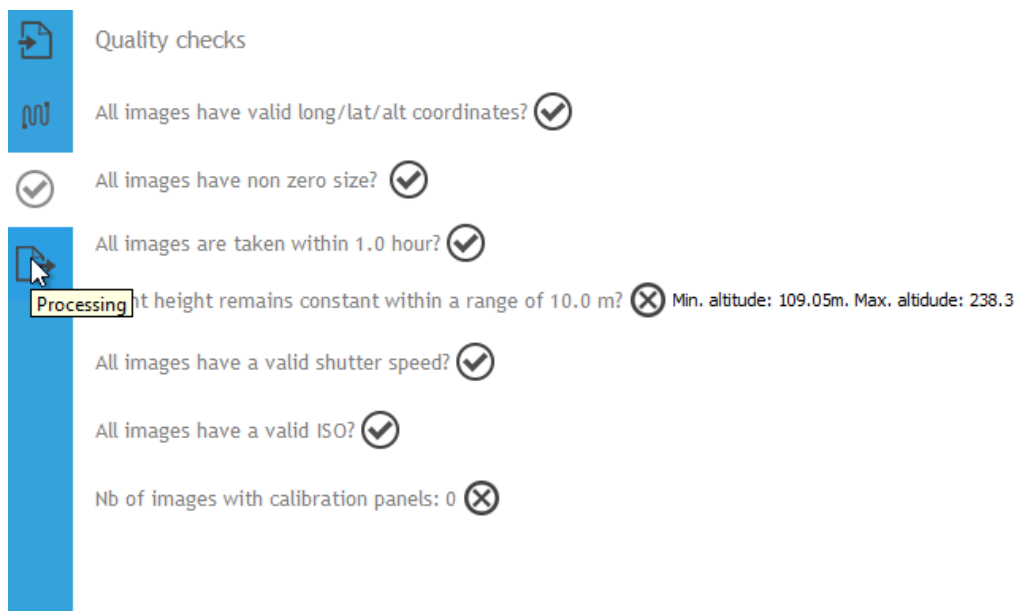 Quality checks
All images have valid long/lat/alt coordinates?
All images have non zero size?
All images are taken within 1.0 hour?
Processing
nt height remains constant within a range of 10.0 m? Min. altitude: 109.05m. Max. altidude: 238.3
All images have a valid shutter speed?
All images have a valid ISO?
Nb of images with calibration panels: 0